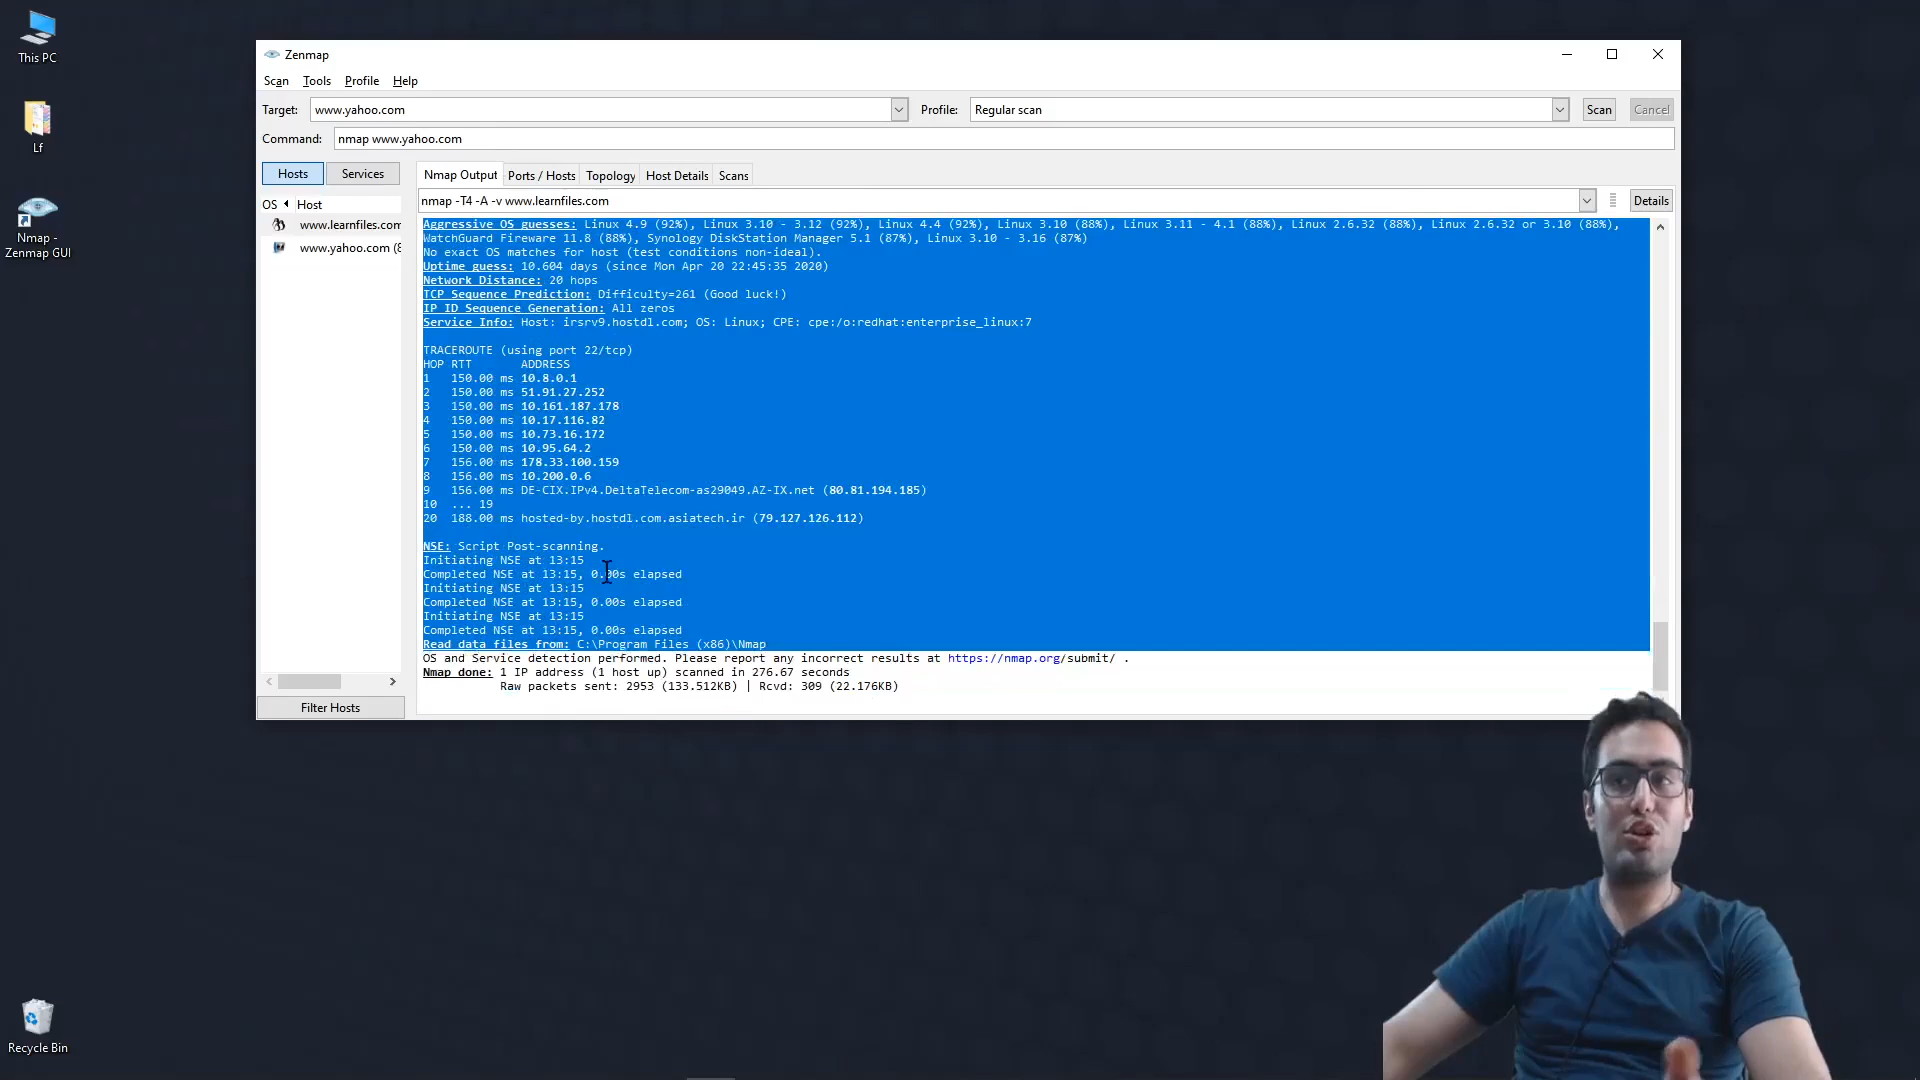 This PC
Lf
Nmap -
Zenmap GUI
Recycle Bin
Zenmap
Scan Tools Profile Help
Target: www.yahoo.com Profile: Regular scan Scan Cancel
Command: nmap www.yahoo.com
Hosts Services
OS Host
www.learnfiles.com
www.yahoo.com (8
Filter Hosts
Nmap Output Ports / Hosts Topology Host Details Scans
nmap -T4 -A -v www.learnfiles.com Details
Aggressive OS guesses: Linux 4.9 (92%), Linux 3.10 - 3.12 (92%), Linux 4.4 (92%), Linux 3.10 (88%), Linux 3.11 - 4.1 (88%), Linux 2.6.32 (88%), Linux 2.6.32 or 3.10 (88%),
WatchGuard Fireware 11.8 (88%), Synology DiskStation Manager 5.1 (87%), Linux 3.10 - 3.16 (87%)
No exact OS matches for host (test conditions non-ideal).
Uptime guess: 10.604 days (since Mon Apr 20 22:45:35 2020)
Network Distance: 20 hops
TCP Sequence Prediction: Difficulty=261 (Good luck!)
IP ID Sequence Generation: All zeros
Service Info: Host: irsrv9.hostdl.com; OS: Linux; CPE: cpe:/o:redhat:enterprise_linux:7
TRACEROUTE (using port 22/tcp)
HOP RTT ADDRESS
1 150.00 ms 10.8.0.1
2 150.00 ms 51.91.27.252
3 150.00 ms 10.161.187.178
4 150.00 ms 10.17.116.82
5 150.00 ms 10.73.16.172
6 150.00 ms 10.95.64.2
7 156.00 ms 178.33.100.159
8 156.00 ms 10.200.0.6
9 156.00 ms DE-CIX.IPv4.DeltaTelecom-as29049.AZ-IX.net (80.81.194.185)
10 ... 19
20 188.00 ms hosted-by.hostdl.com.asiatech.ir (79.127.126.112)
NSE: Script Post-scanning.
Initiating NSE at 13:15
Completed NSE at 13:15, 0.00s elapsed
Initiating NSE at 13:15
Completed NSE at 13:15, 0.00s elapsed
Initiating NSE at 13:15
Completed NSE at 13:15, 0.00s elapsed
Read data files from: C:\Program Files (x86)\Nmap
OS and Service detection performed. Please report any incorrect results at https://nmap.org/submit/ .
Nmap done: 1 IP address (1 host up) scanned in 276.67 seconds
Raw packets sent: 2953 (133.512KB) | Rcvd: 309 (22.176KB)